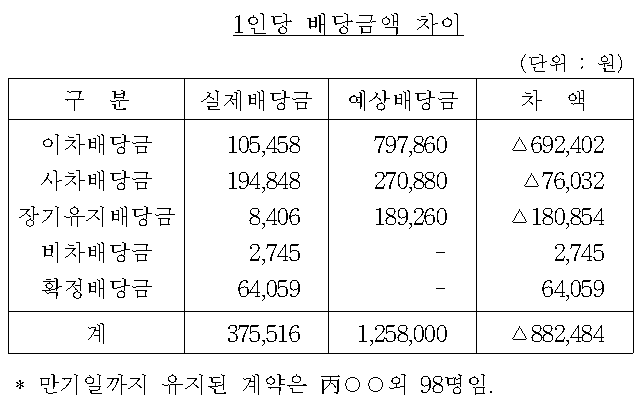 1인당 배당금액 차이
(단위 : 원)
구 분 실제배당금 예상배당금 차 액
이차배당금 105,458 797,860 △692,402
사차배당금 194,848 270,880 △76,032
장기유지배당금 8,406 189,260 △180,854
비차배당금 2,745 - 2,745
확정배당금 64,059 - 64,059
계 375,516 1,258,000 △882,484
* 만기일까지 유지된 계약은 丙○○외 98명임.